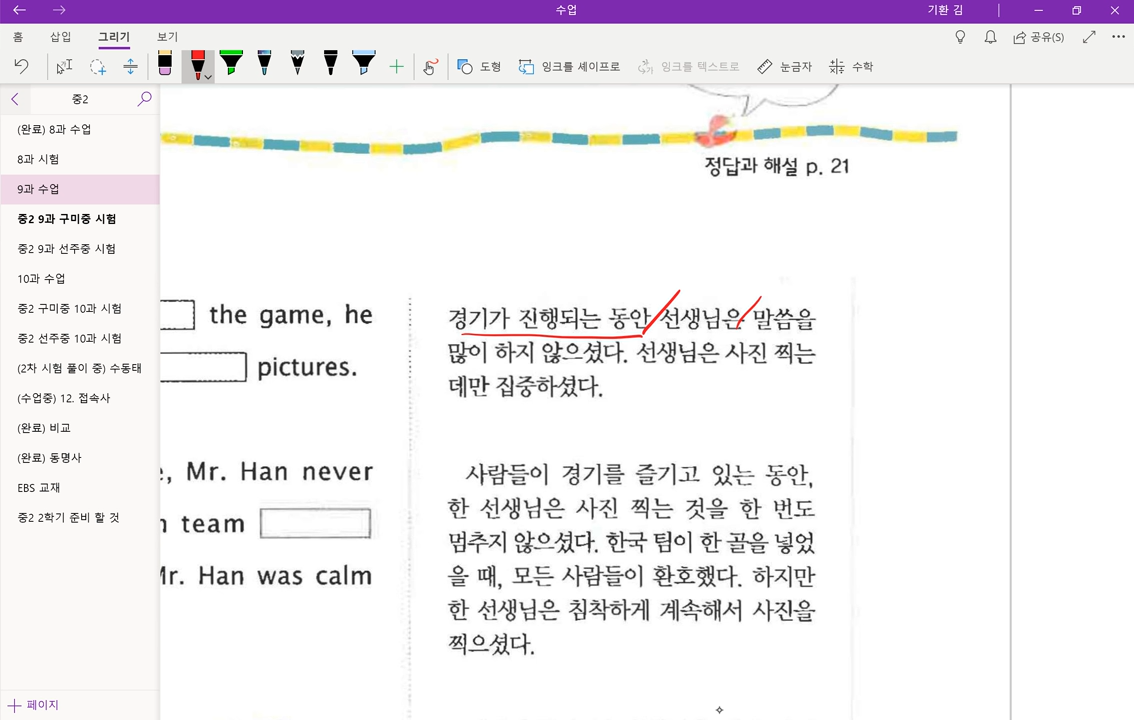 수업
기환 김
홈 삽입 그리기 보기
공유(S)
도형 잉크를 셰이프로 잉크를 텍스트로 눈금자 수학
중2
(완료) 8과 수업
8과 시험
9과 수업
중2 9과 구미중 시험
중2 9과 선주중 시험
10과 수업
중2 구미중 10과 시험
중2 선주중 10과 시험
(2차 시험 풀이 중) 수동태
(수업중) 12. 접속사
(완료) 비교
(완료) 동명사
EBS 교재
중2 2학기 준비 할 것
페이지
정답과 해설 p. 21
the game, he
pictures.
e, Mr. Han never
n team
Mr. Han was calm
경기가 진행되는 동안 선생님은 말씀을
많이 하지 않으셨다. 선생님은 사진 찍는
데만 집중하셨다.
사람들이 경기를 즐기고 있는 동안,
한 선생님은 사진 찍는 것을 한 번도
멈추지 않으셨다. 한국 팀이 한 골을 넣었
을 때, 모든 사람들이 환호했다. 하지만
한 선생님은 침착하게 계속해서 사진을
찍으셨다.